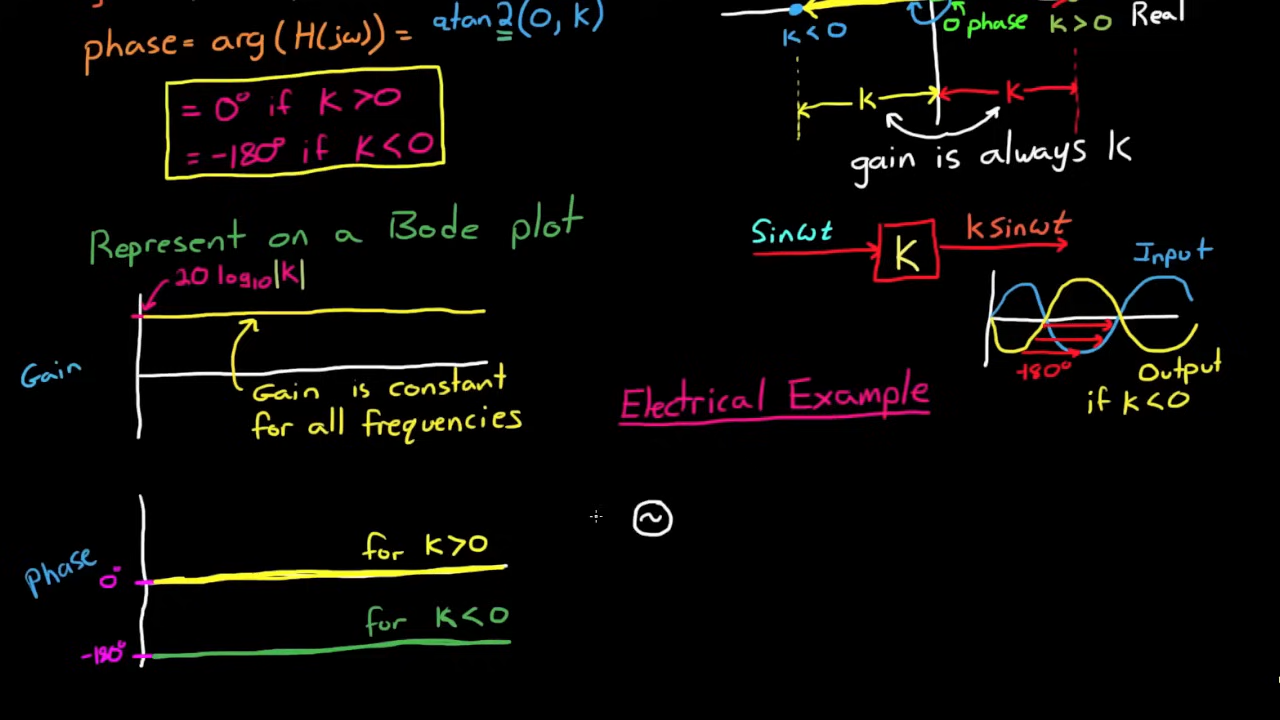 phase = arg(H(jω)) = atan2(0, k)
= 0° if K > 0
= -180° if K < 0
K < 0
0 phase
K > 0
Real
K
K
gain is always K
Represent on a Bode plot
20 log10|K|
Gain
Gain is constant
for all frequencies
phase
0°
for K > 0
for K < 0
-180°
Sinωt
K
K sinωt
Input
-180°
Output
if K < 0
Electrical Example
~